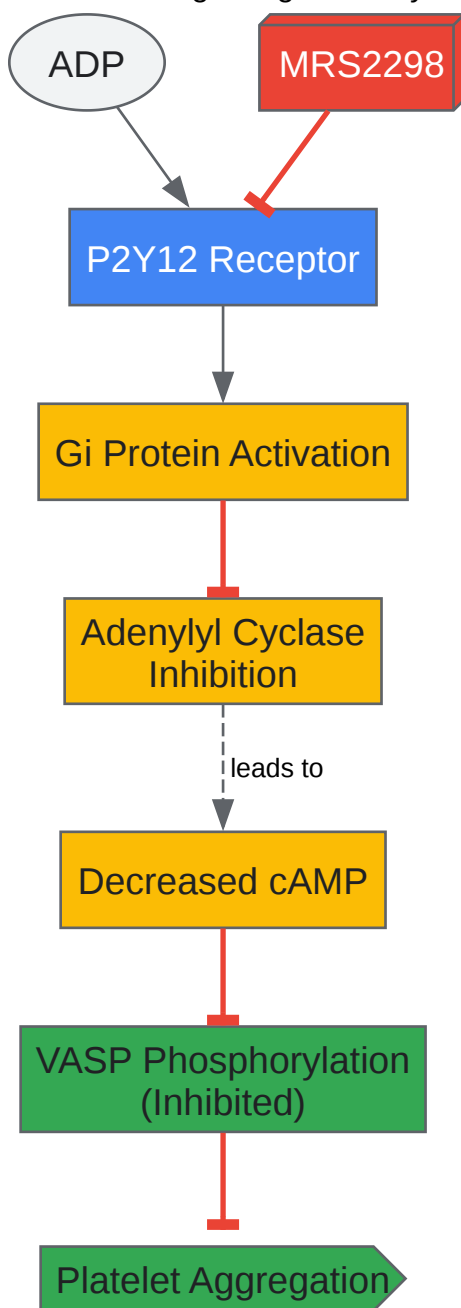 ADP
MRS2298
P2Y12 Receptor
Gi Protein Activation
Adenylyl Cyclase
Inhibition
leads to
Decreased cAMP
VASP Phosphorylation
(Inhibited)
Platelet Aggregation